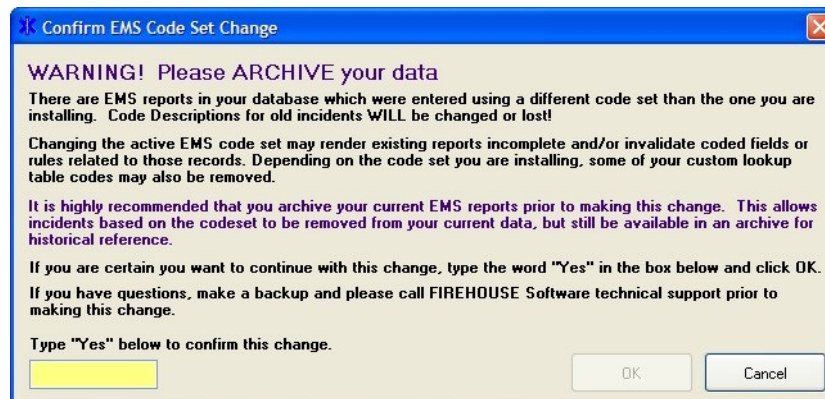 Confirm EMS Code Set Change
WARNING! Please ARCHIVE your data
There are EMS reports in your database which were entered using a different code set than the one you are
installing. Code Descriptions for old incidents WILL be changed or lost!
Changing the active EMS code set may render existing reports incomplete and/or invalidate coded fields or
rules related to those records. Depending on the code set you are installing, some of your custom lookup
table codes may also be removed.
It is highly recommended that you archive your current EMS reports prior to making this change. This allows
incidents based on the codeset to be removed from your current data, but still be available in an archive for
historical reference.
If you are certain you want to continue with this change, type the word "Yes" in the box below and click OK.
If you have questions, make a backup and please call FIREHOUSE Software technical support prior to
making this change.
Type "Yes" below to confirm this change.
OK
Cancel